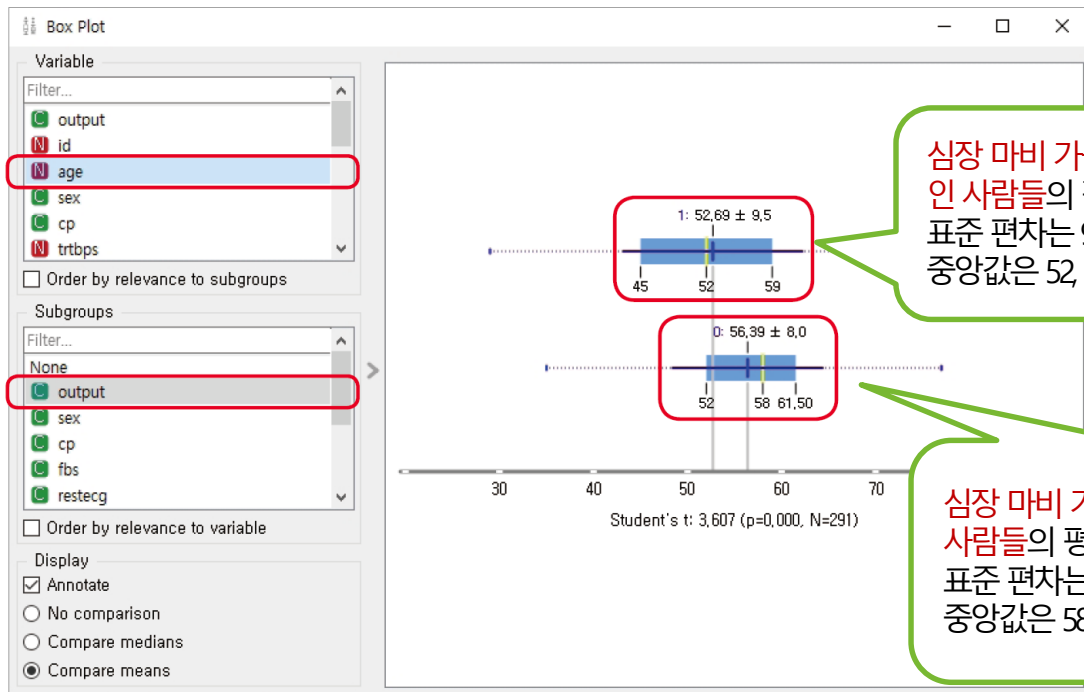 Box Plot
Variable
Filter...
C output
N id
N age
C sex
C cp
N trtbps
Order by relevance to subgroups
Subgroups
Filter...
None
C output
C sex
C cp
C fbs
C restecg
Order by relevance to variable
Display
Annotate
No comparison
Compare medians
Compare means
1: 52,69 ± 9,5
45 52 59
0: 56,39 ± 8,0
52 58 61,50
30 40 50 60 70
Student's t: 3,607 (p=0,000, N=291)
심장 마비
인 사람들의
표준 편차는
중앙값은 52,
심장 마비
사람들의
표준 편차는
중앙값은 58